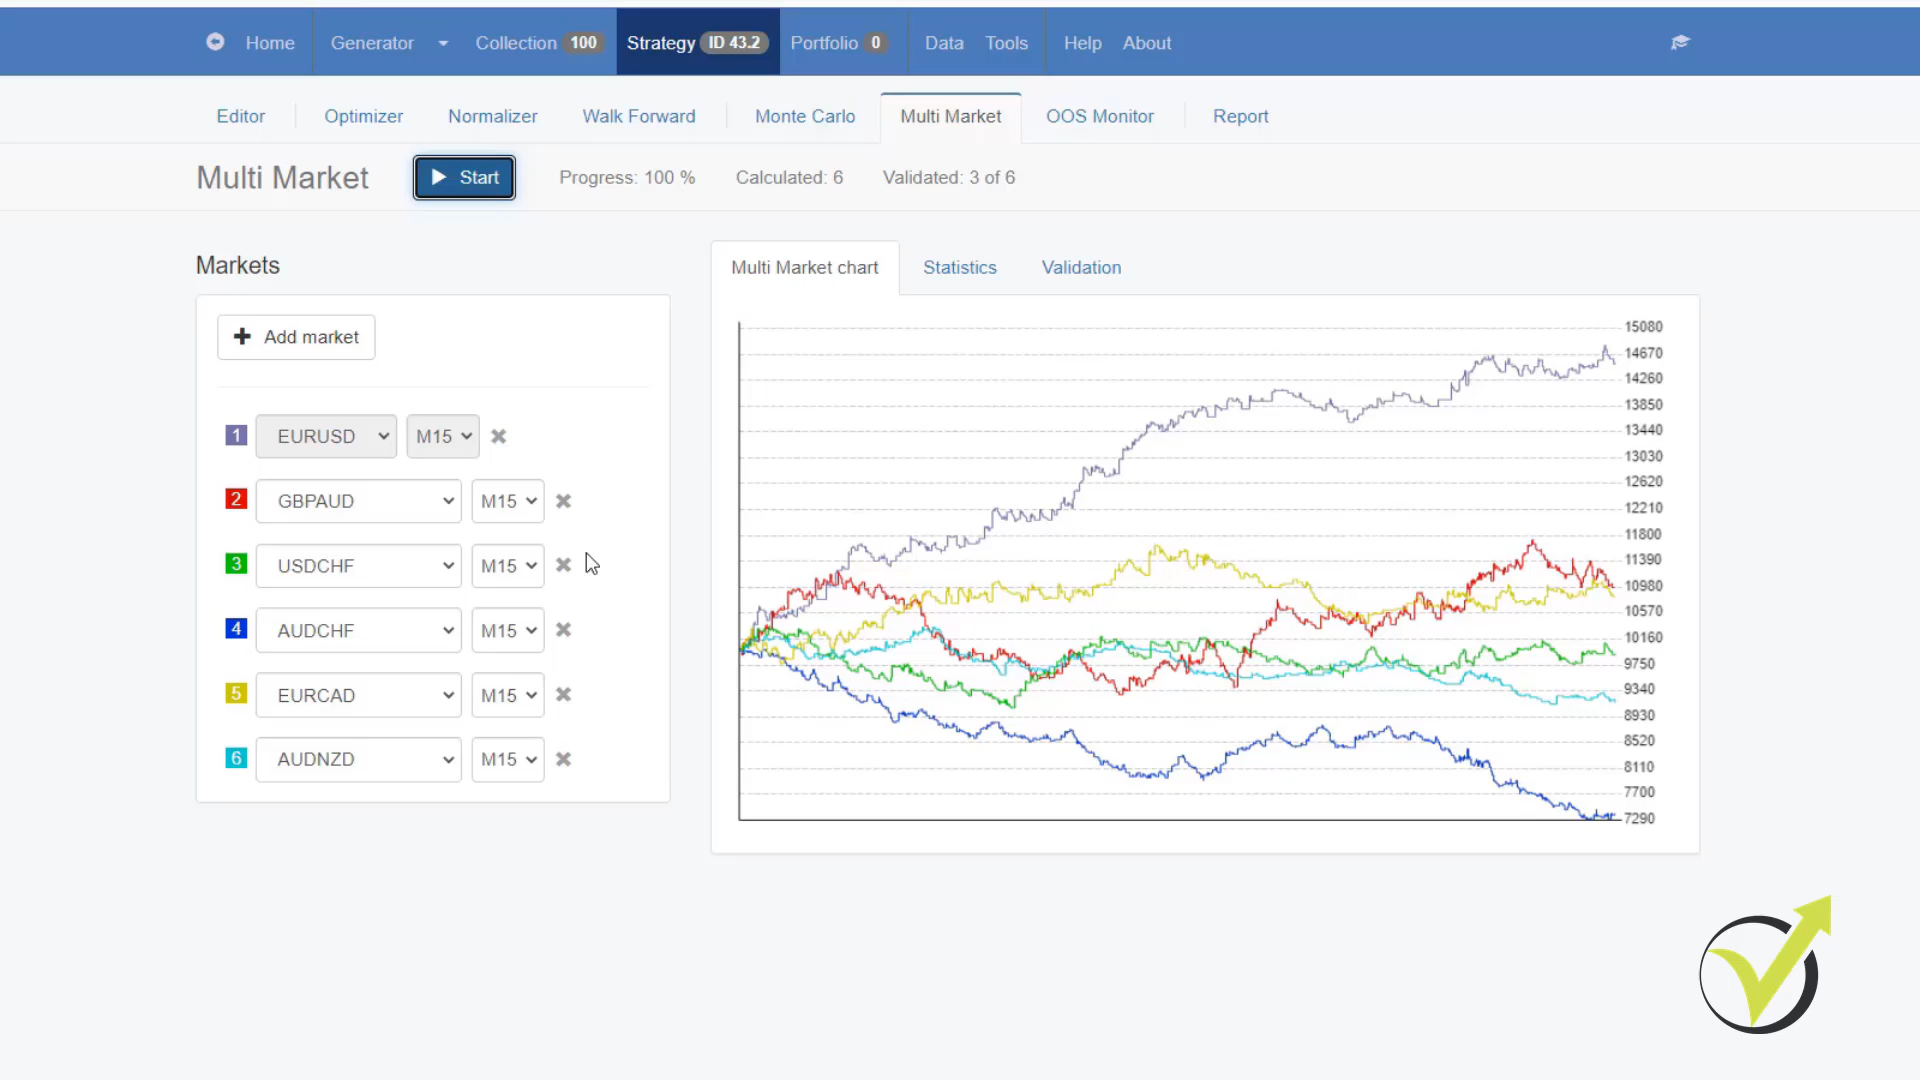 Home Generator Collection 100 Strategy ID 43.2 Portfolio 0 Data Tools Help About
Editor Optimizer Normalizer Walk Forward Monte Carlo Multi Market OOS Monitor Report
Multi Market Start Progress: 100 % Calculated: 6 Validated: 3 of 6
Markets
Multi Market chart Statistics Validation
Add market
1 EURUSD M15
2 GBPAUD M15
3 USDCHF M15
4 AUDCHF M15
5 EURCAD M15
6 AUDNZD M15
15080
14670
14260
13850
13440
13030
12620
12210
11800
11390
10980
10570
10160
9750
9340
8930
8520
8110
7700
7290